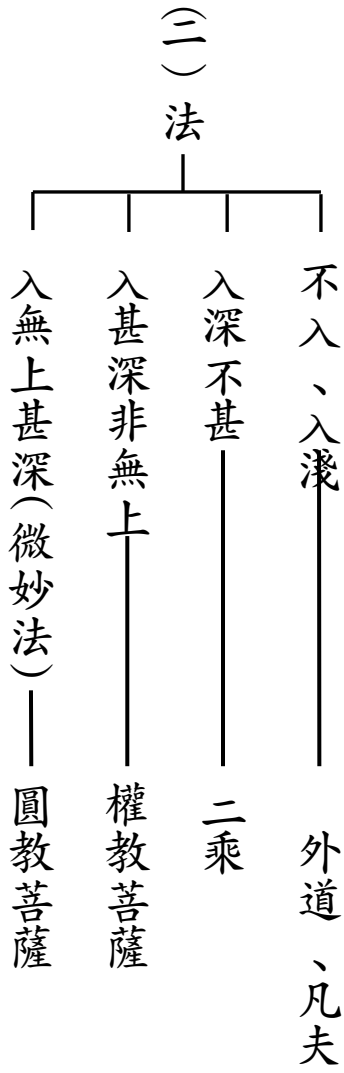 （二）法
不入、入淺
外道、凡夫
入深不甚
二乘
入甚深非無上
權教菩薩
入無上甚深（微妙法）
圓教菩薩